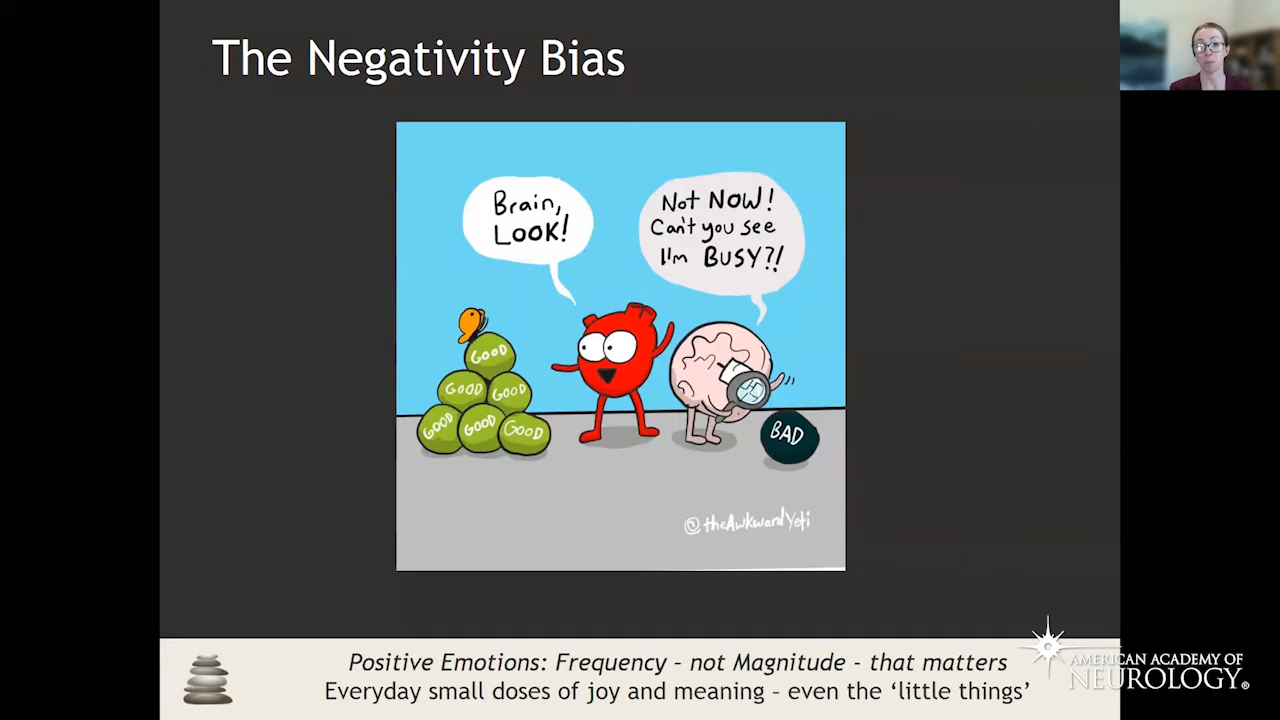 The Negativity Bias
Brain,
LOOK!
Not NOW!
Can't you see
I'm BUSY?!
GOOD
GOOD GOOD
GOOD GOOD GOOD
BAD
@theAwkwardYeti
Positive Emotions: Frequency – not Magnitude - that matters
Everyday small doses of joy and meaning – even the ‘little things’
AMERICAN ACADEMY OF
NEUROLOGY®